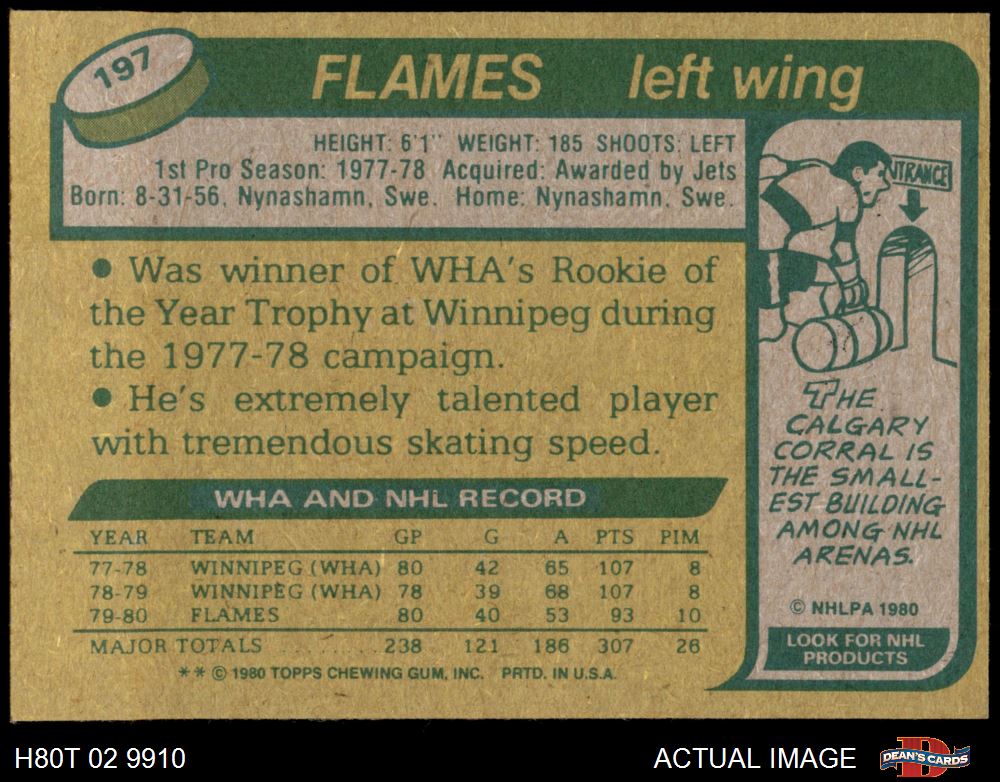 197
FLAMES left wing
HEIGHT: 6'1" WEIGHT: 185 SHOOTS: LEFT
1st Pro Season: 1977-78 Acquired: Awarded by Jets
Born: 8-31-56, Nynashamn, Swe. Home: Nynashamn, Swe.
• Was winner of WHA's Rookie of
the Year Trophy at Winnipeg during
the 1977-78 campaign.
• He's extremely talented player
with tremendous skating speed.
WHA AND NHL RECORD
YEAR TEAM GP G A PTS PIM
77-78 WINNIPEG (WHA) 80 42 65 107 8
78-79 WINNIPEG (WHA) 78 39 68 107 8
79-80 FLAMES 80 40 53 93 10
MAJOR TOTALS ......... 238 121 186 307 26
** © 1980 TOPPS CHEWING GUM, INC. PRTD. IN U.S.A.
NTRANCE
THE
CALGARY
CORRAL IS
THE SMALL-
EST BUILDING
AMONG NHL
ARENAS.
© NHLPA 1980
LOOK FOR NHL
PRODUCTS
H80T 02 9910
ACTUAL IMAGE
DEAN'S CARDS